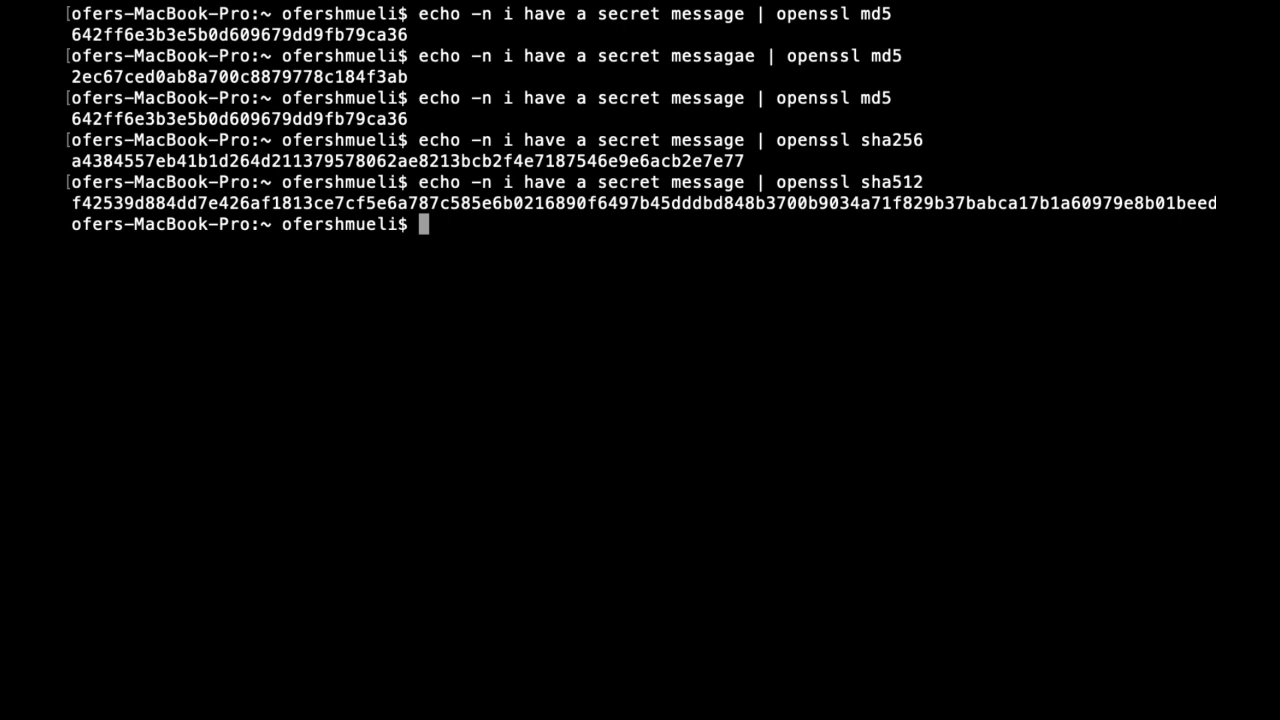 [ofers-MacBook-Pro:~ ofershmueli$ echo -n i have a secret message | openssl md5
642ff6e3b3e5b0d609679dd9fb79ca36
[ofers-MacBook-Pro:~ ofershmueli$ echo -n i have a secret messagae | openssl md5
2ec67ced0ab8a700c8879778c184f3ab
[ofers-MacBook-Pro:~ ofershmueli$ echo -n i have a secret message | openssl md5
642ff6e3b3e5b0d609679dd9fb79ca36
[ofers-MacBook-Pro:~ ofershmueli$ echo -n i have a secret message | openssl sha256
a4384557eb41b1d264d211379578062ae8213bcb2f4e7187546e9e6acb2e7e77
[ofers-MacBook-Pro:~ ofershmueli$ echo -n i have a secret message | openssl sha512
f42539d884dd7e426af1813ce7cf5e6a787c585e6b0216890f6497b45dddbd848b3700b9034a71f829b37babca17b1a60979e8b01beed
ofers-MacBook-Pro:~ ofershmueli$